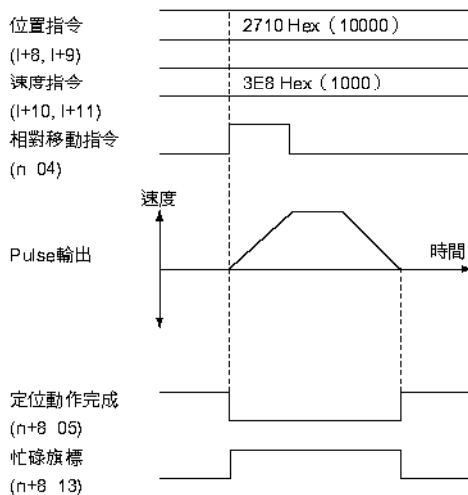 位置指令
2710 Hex（10000）
(l+8, l+9)
速度指令
3E8 Hex（1000）
(l+10, l+11)
相對移動指令
(n 04)
速度
Pulse輸出
時間
定位動作完成
(n+8 05)
忙碌旗標
(n+8 13)